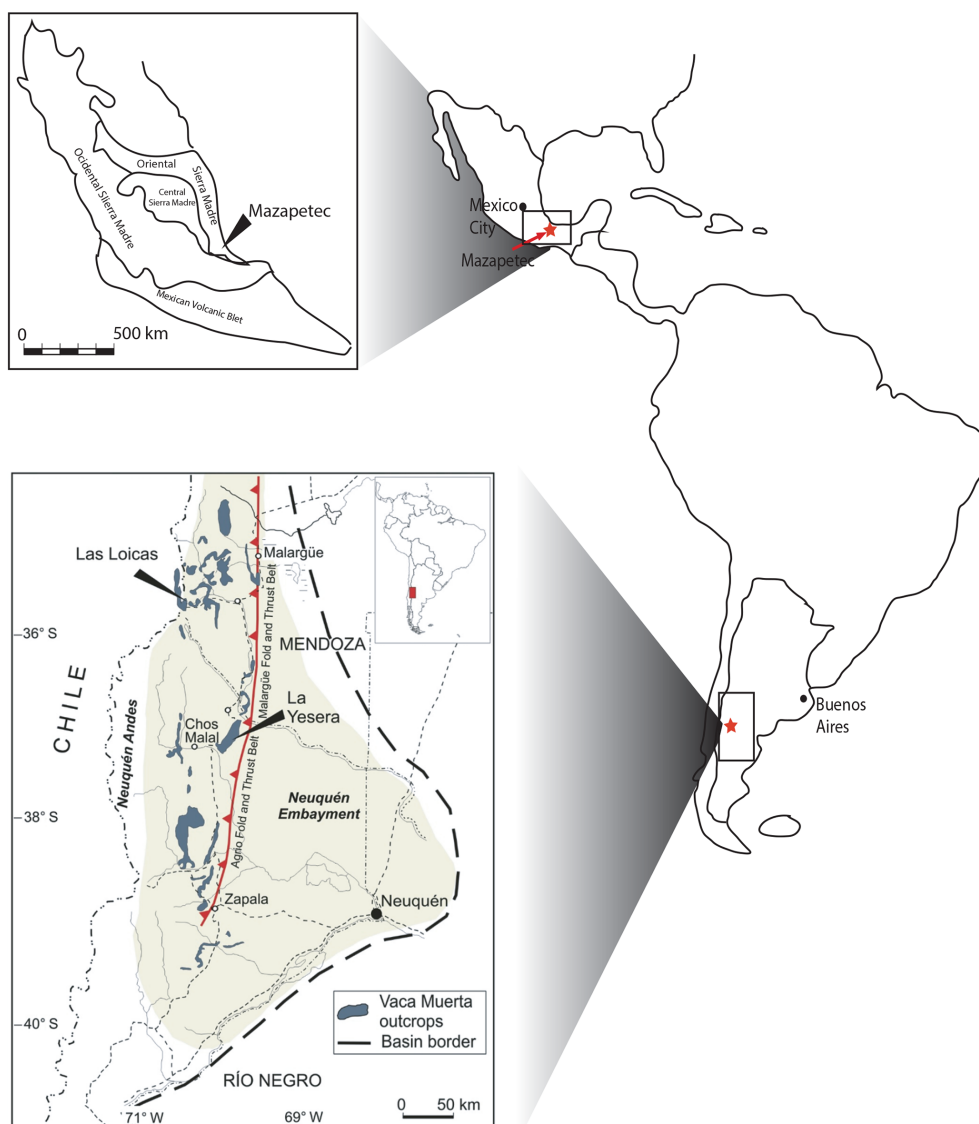 Ocidental Siierra Madre
Oriental
Sierra Madre
Central
Sierra Madre
Mazapetec
Mexican Volcanic Blet
0
500 km
Mexico
City
Mazapetec
Buenos
Aires
Las Loicas
Malargüe
36° S
MENDOZA
Malargüe Fold and Thrust Belt
CHILE
La
Yesera
Chos
Malal
Neuquén Andes
Agrio Fold and Thrust Belt
Neuquén
Embayment
38° S
Zapala
Neuquén
Vaca Muerta
outcrops
Basin border
40° S
RÍO NEGRO
0
50 km
71° W
69° W